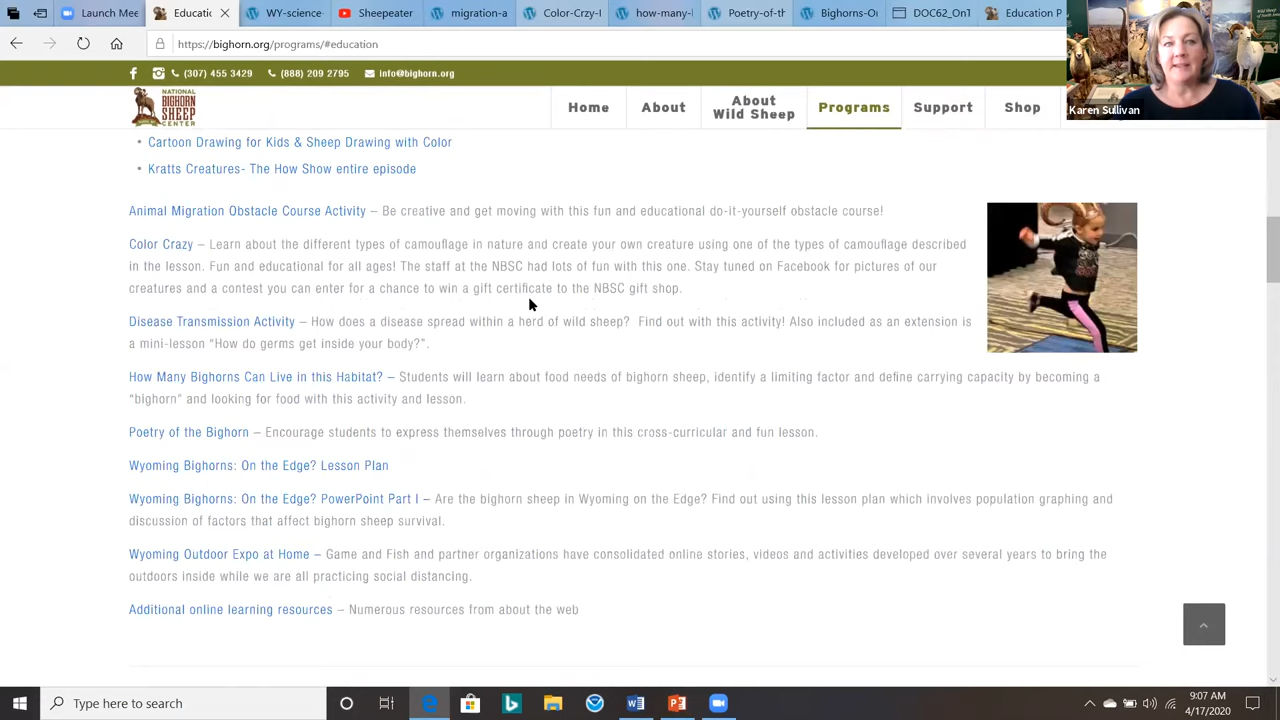 Launch
Educatic
WY-science
Sheepeater
migration-a
Color-Crzy-I
how-many-l
Poetry-of-th
Bighorns-On
DOC62_OnT
Education P
https://bighorn.org/programs/#education
(307) 455 3429 (888) 209 2795 info@bighorn.org
NATIONAL BIGHORN SHEEP CENTER
Home About About Wild Sheep Programs Support Shop
Karen Sullivan
• Cartoon Drawing for Kids & Sheep Drawing with Color
• Kratts Creatures- The How Show entire episode
Animal Migration Obstacle Course Activity – Be creative and get moving with this fun and educational do-it-yourself obstacle course!
Color Crazy – Learn about the different types of camouflage in nature and create your own creature using one of the types of camouflage described
in the lesson. Fun and educational for all ages! The staff at the NBSC had lots of fun with this one. Stay tuned on Facebook for pictures of our
creatures and a contest you can enter for a chance to win a gift certificate to the NBSC gift shop.
Disease Transmission Activity – How does a disease spread within a herd of wild sheep? Find out with this activity! Also included as an extension is
a mini-lesson “How do germs get inside your body?”.
How Many Bighorns Can Live in this Habitat? – Students will learn about food needs of bighorn sheep, identify a limiting factor and define carrying capacity by becoming a
“bighorn” and looking for food with this activity and lesson.
Poetry of the Bighorn – Encourage students to express themselves through poetry in this cross-curricular and fun lesson.
Wyoming Bighorns: On the Edge? Lesson Plan
Wyoming Bighorns: On the Edge? PowerPoint Part I – Are the bighorn sheep in Wyoming on the Edge? Find out using this lesson plan which involves population graphing and
discussion of factors that affect bighorn sheep survival.
Wyoming Outdoor Expo at Home – Game and Fish and partner organizations have consolidated online stories, videos and activities developed over several years to bring the
outdoors inside while we are all practicing social distancing.
Additional online learning resources – Numerous resources from about the web
Type here to search
9:07 AM
4/17/2020